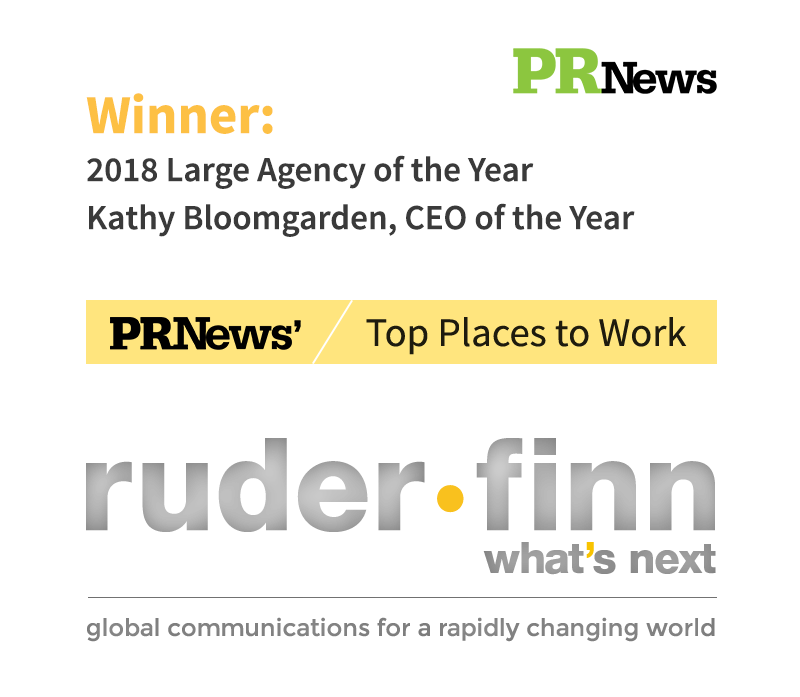 PRNews
Winner:
2018 Large Agency of the Year
Kathy Bloomgarden, CEO of the Year
PRNews’ / Top Places to Work
ruder•finn
what’s next
global communications for a rapidly changing world